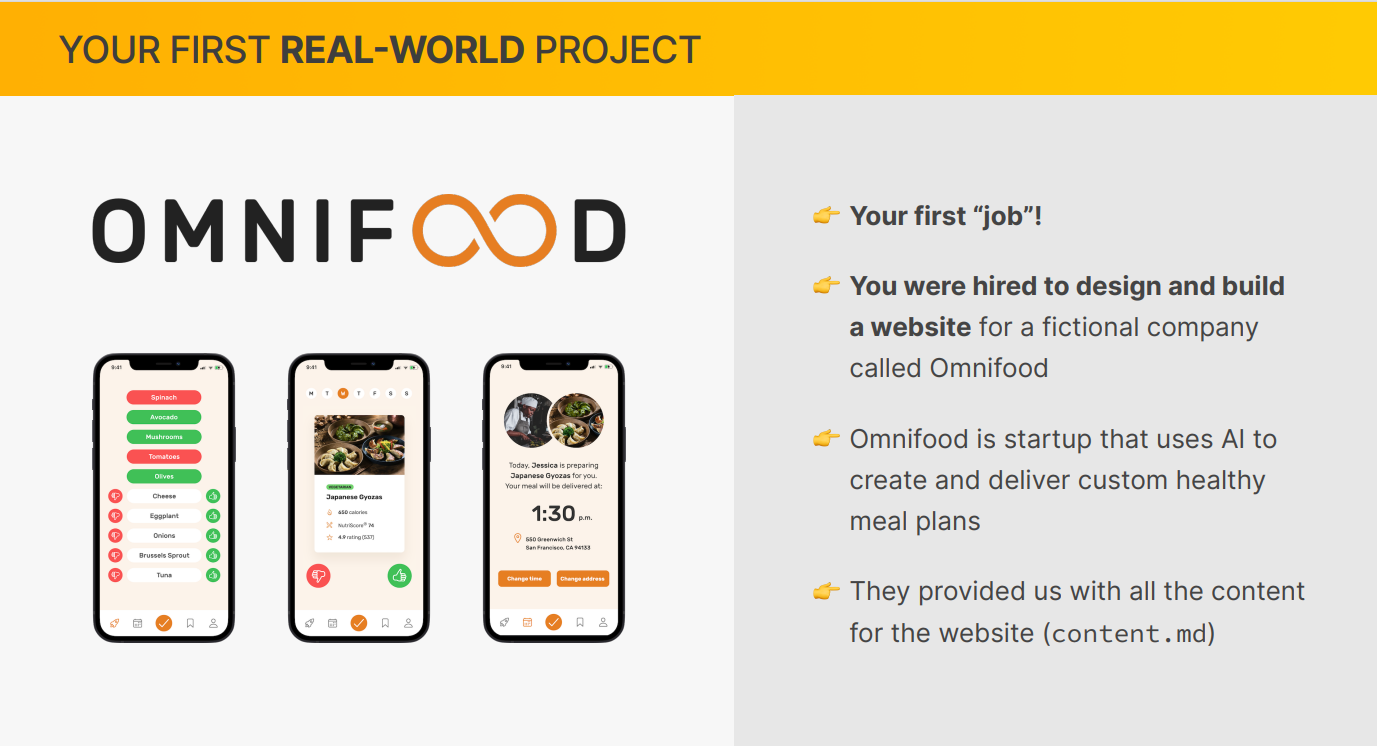 YOUR FIRST REAL-WORLD PROJECT
OMNIFOOD
9:41
Spinach
Avocado
Mushrooms
Tomatoes
Olives
Cheese
Eggplant
Onions
Brussels Sprout
Tuna
9:41
M T W T F S S
VEGETARIAN
Japanese Gyozas
650 calories
NutriScore® 74
4.9 rating (537)
9:41
Today, Jessica is preparing
Japanese Gyozas for you.
Your meal will be delivered at:
1:30 p.m.
550 Greenwich St
San Francisco, CA 94133
Change time
Change address
👉 Your first “job”!
👉 You were hired to design and build
a website for a fictional company
called Omnifood
👉 Omnifood is startup that uses AI to
create and deliver custom healthy
meal plans
👉 They provided us with all the content
for the website (content.md)